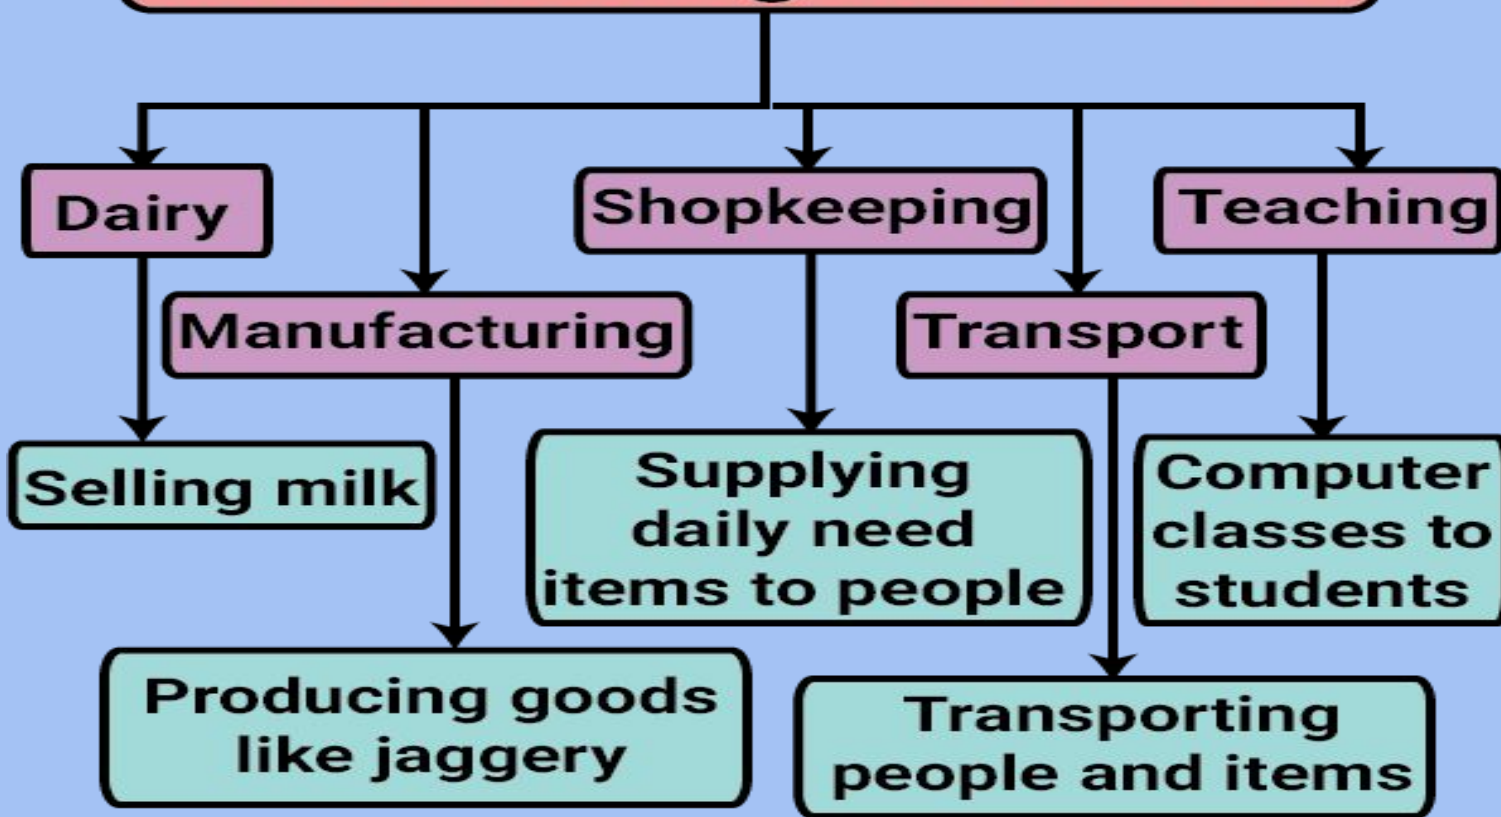 Dairy
Shopkeeping
Teaching
Manufacturing
Transport
Selling milk
Supplying
daily need
items to people
Computer
classes to
students
Producing goods
like jaggery
Transporting
people and items